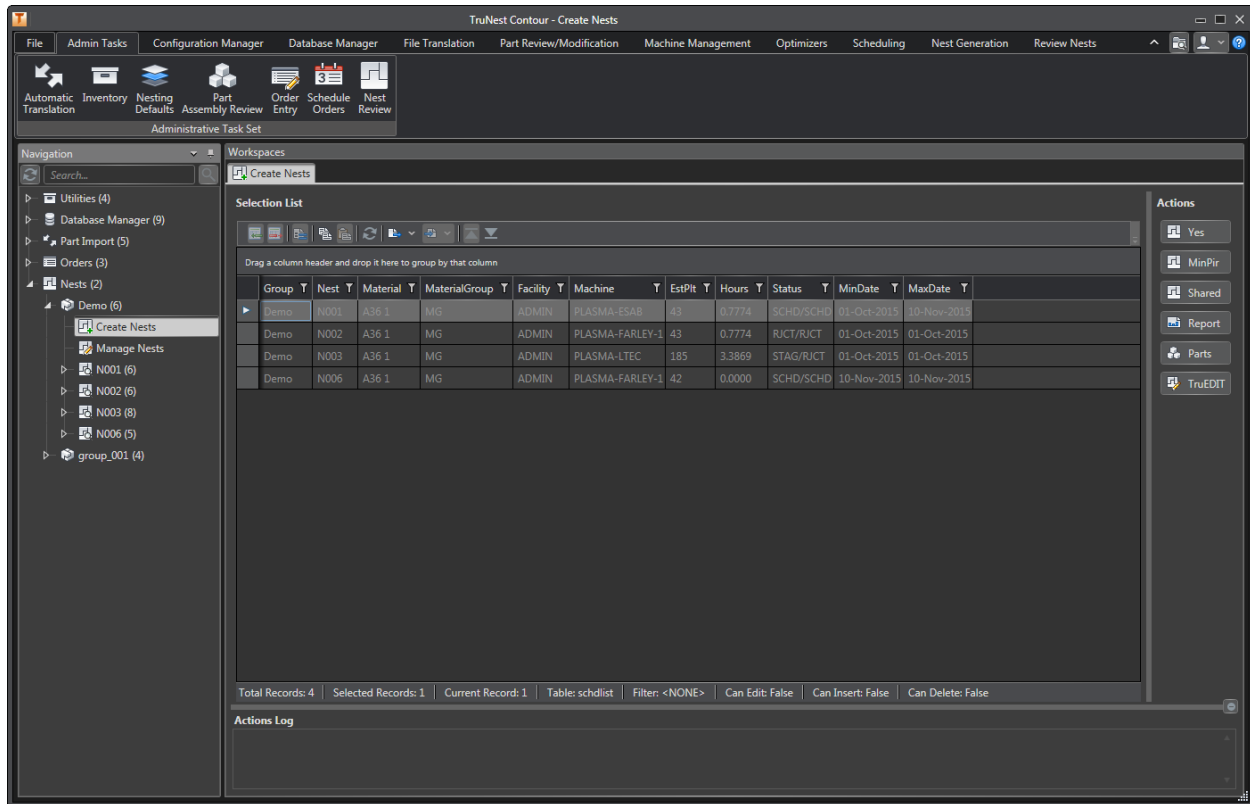 TruNest Contour - Create Nests
File Admin Tasks Configuration Manager Database Manager File Translation Part Review/Modification Machine Management Optimizers Scheduling Nest Generation Review Nests
Automatic Translation Inventory Nesting Defaults Part Assembly Review Order Entry 3 Schedule Orders Nest Review
Administrative Task Set
Navigation
Search...
Utilities (4)
Database Manager (9)
Part Import (5)
Orders (3)
Nests (2)
Demo (6)
Create Nests
Manage Nests
N001 (6)
N002 (6)
N003 (8)
N006 (5)
group_001 (4)
Workspaces
Create Nests
Selection List
Drag a column header and drop it here to group by that column
Group Nest Material MaterialGroup Facility Machine EstPlt Hours Status MinDate MaxDate
Demo N001 A36 1 MG ADMIN PLASMA-ESAB 43 0.7774 SCHD/SCHD 01-Oct-2015 10-Nov-2015
Demo N002 A36 1 MG ADMIN PLASMA-FARLEY-1 43 0.7774 RJCT/RJCT 01-Oct-2015 01-Oct-2015
Demo N003 A36 1 MG ADMIN PLASMA-LTEC 185 3.3869 STAG/RJCT 01-Oct-2015 01-Oct-2015
Demo N006 A36 1 MG ADMIN PLASMA-FARLEY-1 42 0.0000 SCHD/SCHD 10-Nov-2015 10-Nov-2015
Total Records: 4 Selected Records: 1 Current Record: 1 Table: schdlist Filter: <NONE> Can Edit: False Can Insert: False Can Delete: False
Actions
Yes
MinPir
Shared
Report
Parts
TruEDIT
Actions Log